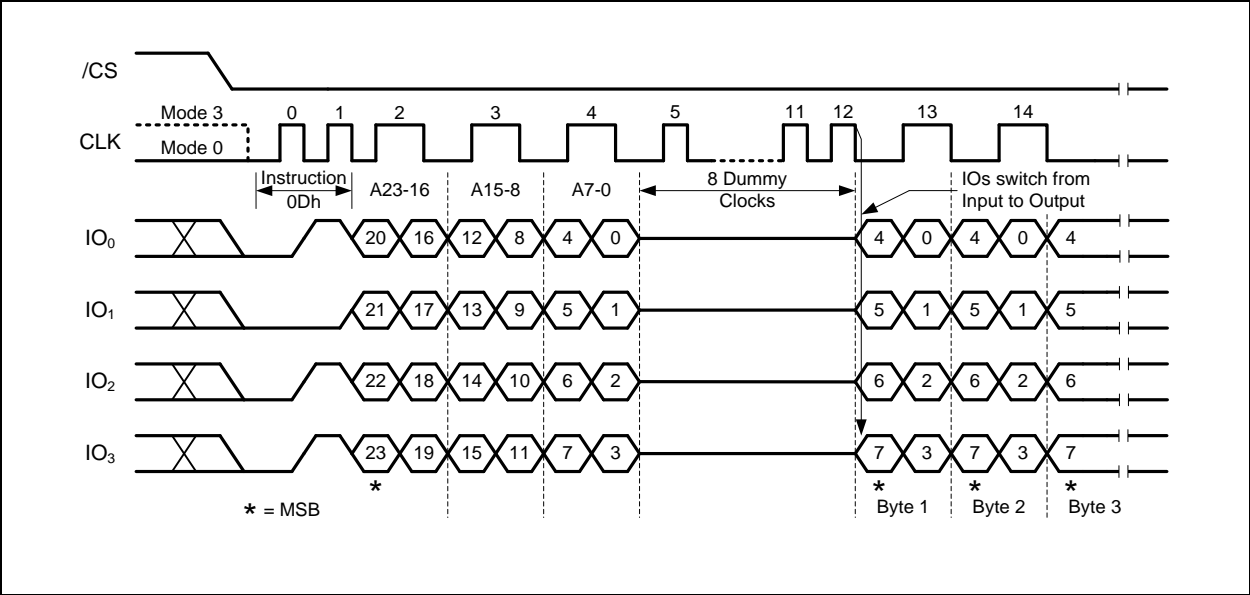 /CS
Mode 3 0 1 2 3 4 5 11 12 13 14
CLK
Mode 0
Instruction 8 Dummy IOs switch from
0Dh A23-16 A15-8 A7-0 Clocks Input to Output
IO₀ 20 16 12 8 4 0 4 0 4 0 4
IO₁ 21 17 13 9 5 1 5 1 5 1 5
IO₂ 22 18 14 10 6 2 6 2 6 2 6
IO₃ 23 19 15 11 7 3 7 3 7 3 7
* * * *
* = MSB Byte 1 Byte 2 Byte 3